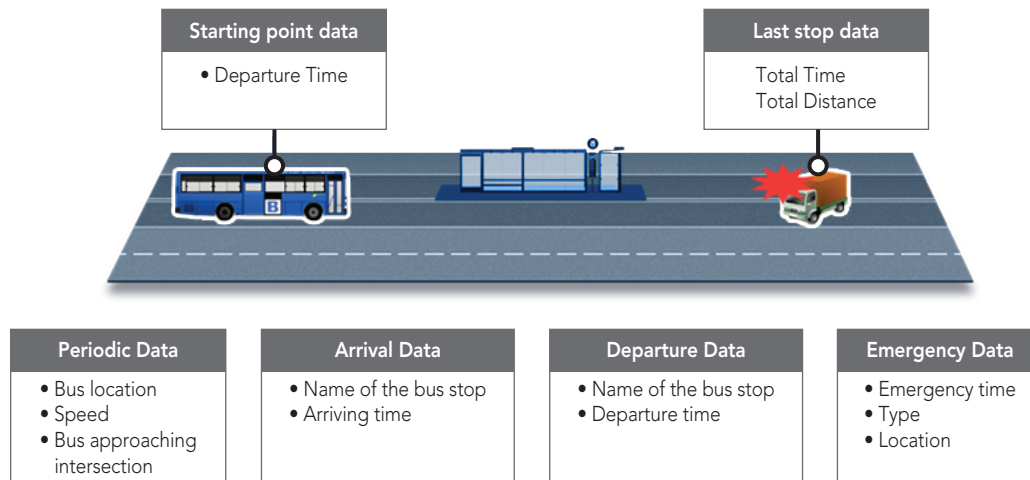 Starting point data
• Departure Time
Last stop data
Total Time
Total Distance
B
Periodic Data
• Bus location
• Speed
• Bus approaching
intersection
Arrival Data
• Name of the bus stop
• Arriving time
Departure Data
• Name of the bus stop
• Departure time
Emergency Data
• Emergency time
• Type
• Location